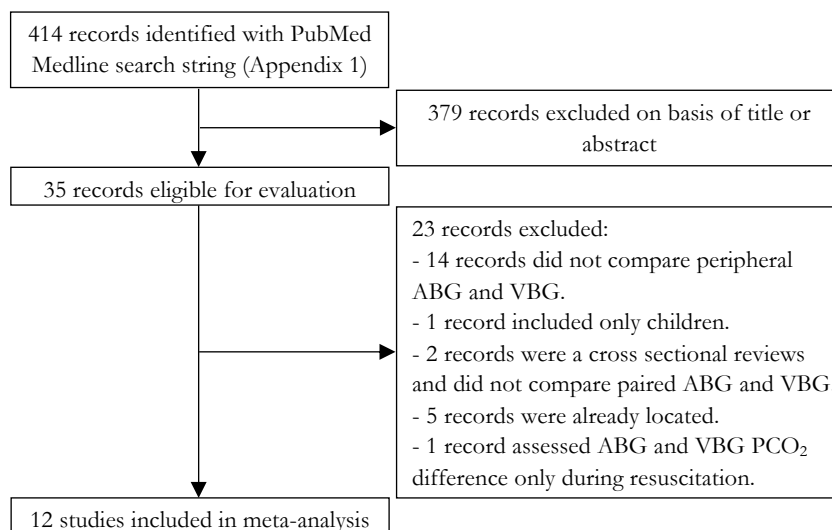 414 records identified with PubMed
Medline search string (Appendix 1)
379 records excluded on basis of title or
abstract
35 records eligible for evaluation
23 records excluded:
- 14 records did not compare peripheral
ABG and VBG.
- 1 record included only children.
- 2 records were a cross sectional reviews
and did not compare paired ABG and VBG
- 5 records were already located.
- 1 record assessed ABG and VBG PCO₂
difference only during resuscitation.
12 studies included in meta-analysis